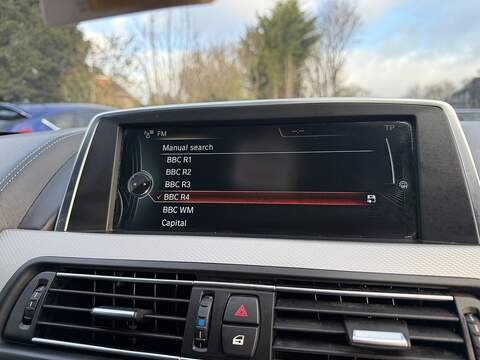 FM
--:--
TP
Manual search
BBC R1
BBC R2
BBC R3
BBC R4
BBC WM
Capital